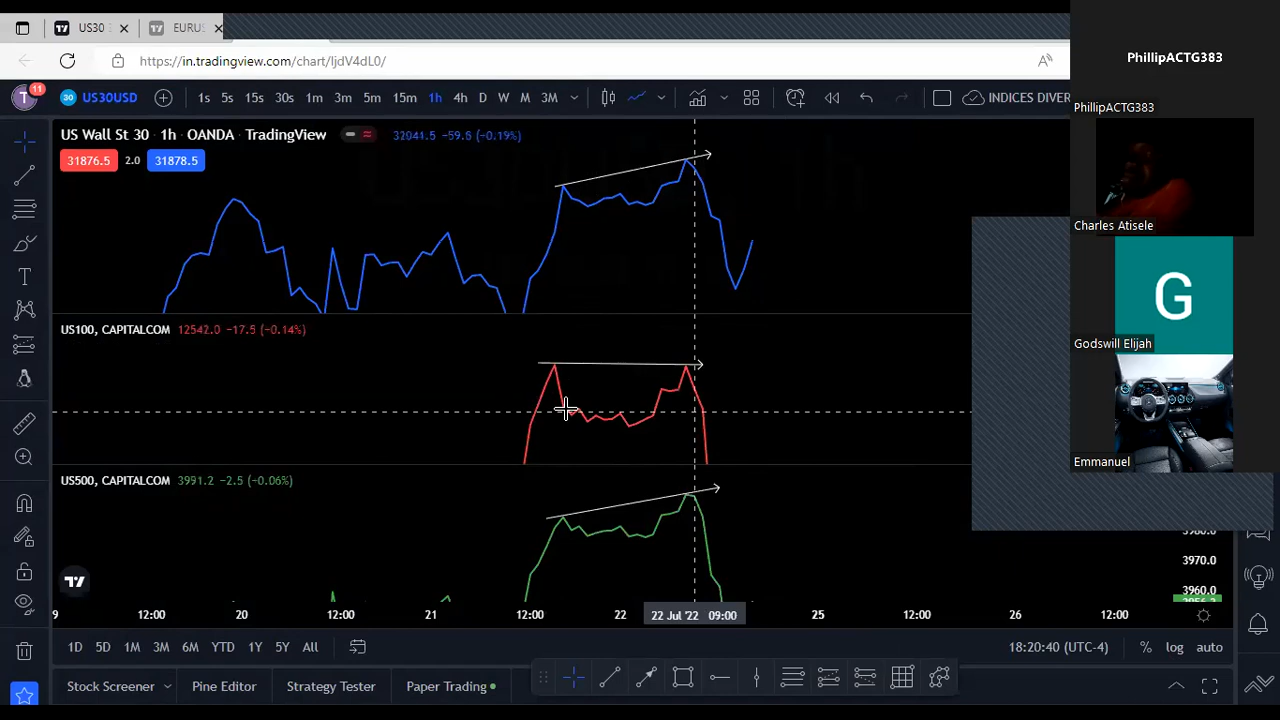 US30
EURUS
https://in.tradingview.com/chart/ljdV4dL0/
PhillipACTG383
T
11
30
US30USD
1s 5s 15s 30s 1m 3m 5m 15m 1h 4h D W M 3M
INDICES DIVER
PhillipACTG383
US Wall St 30 · 1h · OANDA · TradingView
32041.5 −59.6 (−0.19%)
31876.5 2.0 31878.5
Charles Atisele
G
Godswill Elijah
US100, CAPITALCOM 12542.0 −17.5 (−0.14%)
Emmanuel
US500, CAPITALCOM 3991.2 −2.5 (−0.06%)
3970.0
3960.0
9 12:00 20 12:00 21 12:00 22 22 Jul '22 09:00 25 12:00 26 12:00
1D 5D 1M 3M 6M YTD 1Y 5Y All
18:20:40 (UTC-4) % log auto
Stock Screener Pine Editor Strategy Tester Paper Trading